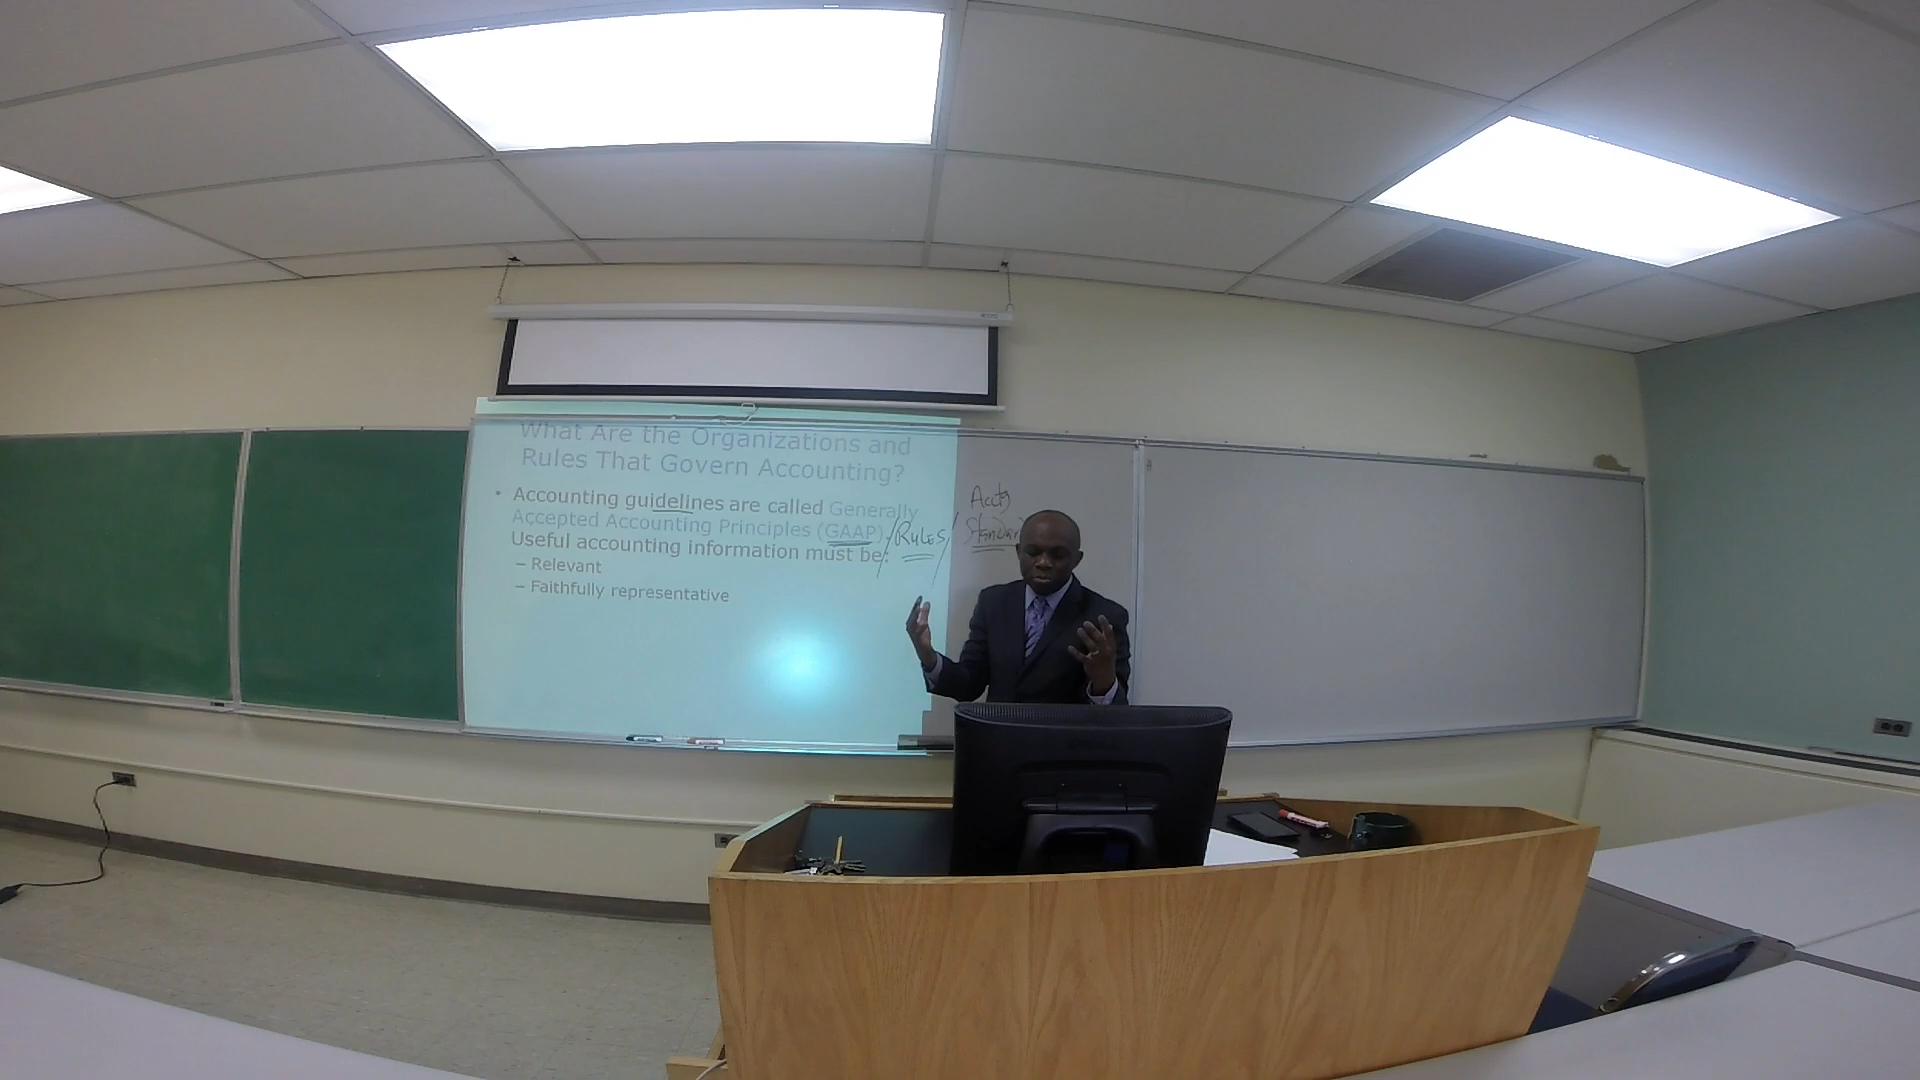 What Are the Organizations and
Rules That Govern Accounting?
• Accounting guidelines are called Generally
Accepted Accounting Principles (GAAP)
Useful accounting information must be:
– Relevant
– Faithfully representative
/RULES/
DELL